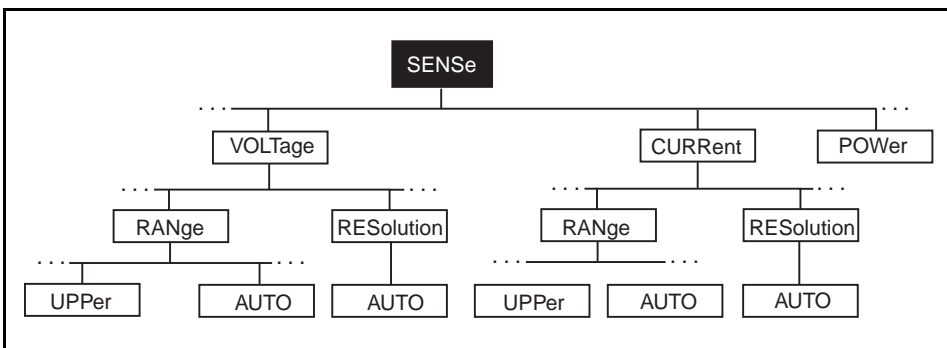 SENSe
. . . . . .
VOLTage CURRent POWer
. . . . . . . . . . . .
RANge RESolution RANge RESolution
. . . . . . . . . . . .
UPPer AUTO AUTO UPPer AUTO AUTO